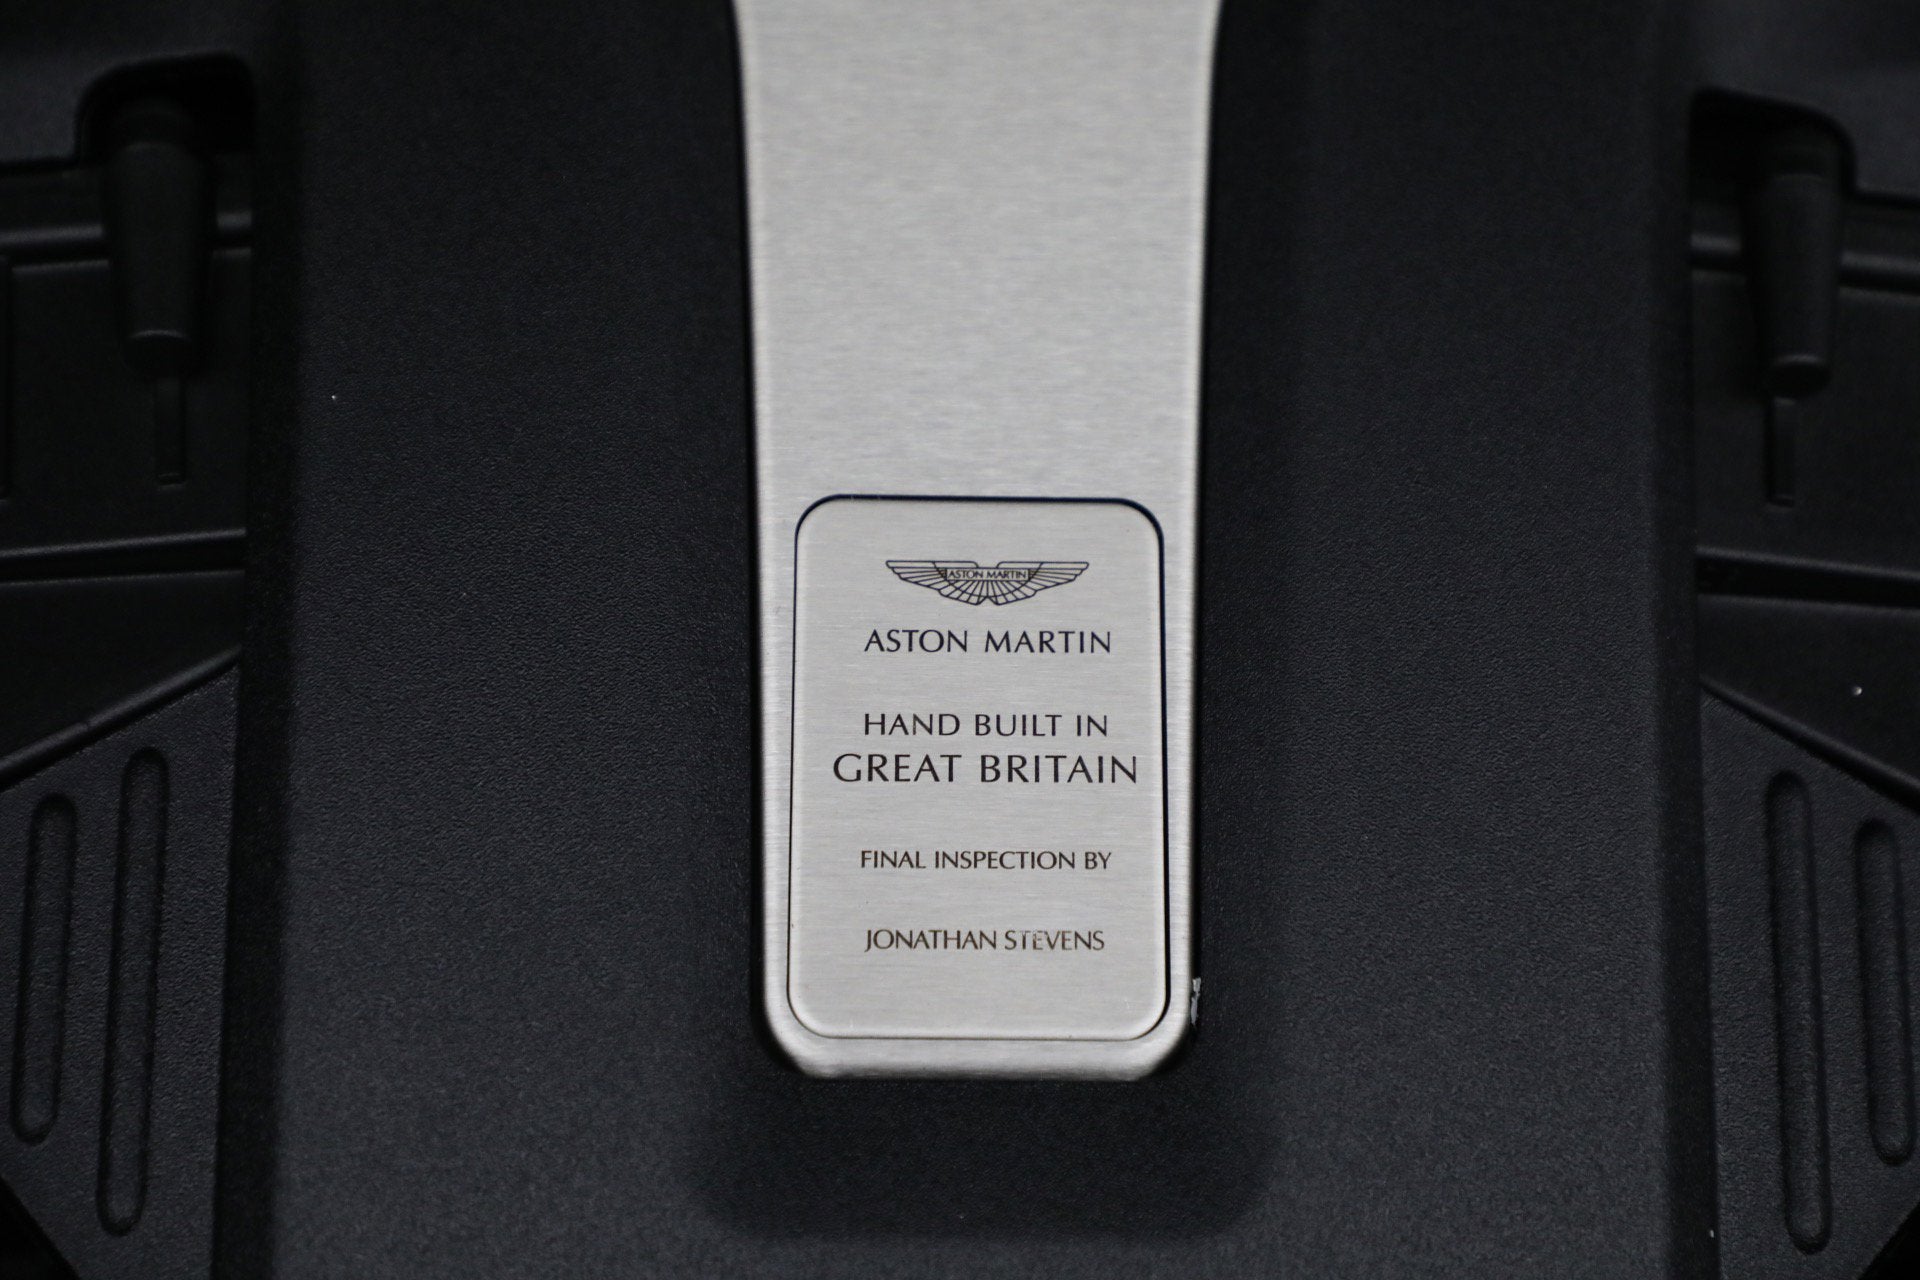 ASTON MARTIN
ASTON MARTIN
HAND BUILT IN
GREAT BRITAIN
FINAL INSPECTION BY
JONATHAN STEVENS